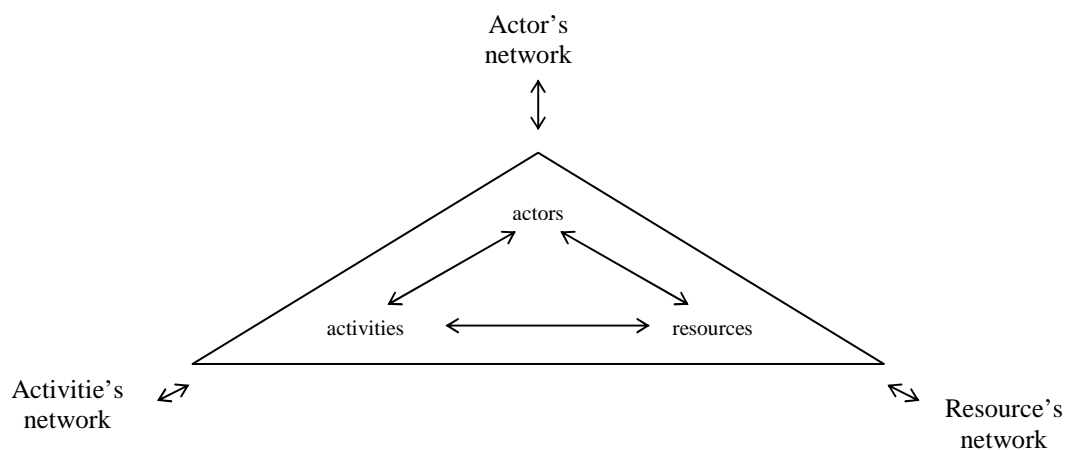 Actor’s
network
actors
activities
resources
Activitie’s
network
Resource’s
network